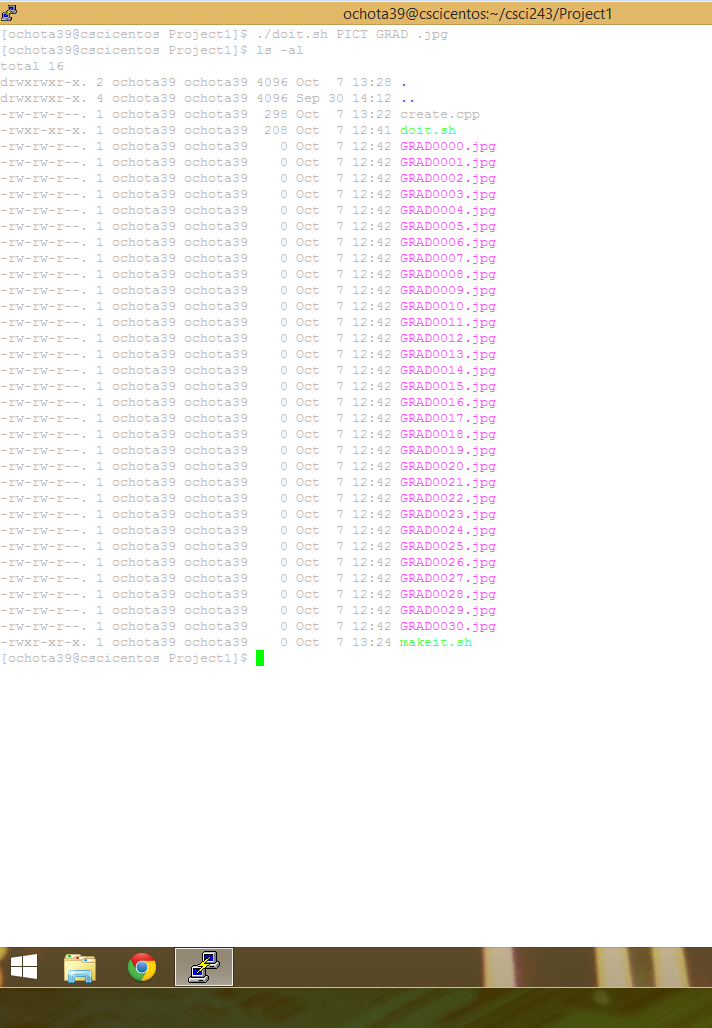 ochota39@cscicentos:~/csci243/Project1
[ochota39@cscicentos Project1]$ ./doit.sh PICT GRAD .jpg
[ochota39@cscicentos Project1]$ ls -al
total 16
drwxrwxr-x. 2 ochota39 ochota39 4096 Oct  7 13:28 .
drwxrwxr-x. 4 ochota39 ochota39 4096 Sep 30 14:12 ..
-rw-rw-r--. 1 ochota39 ochota39  298 Oct  7 13:22 create.cpp
-rwxr-xr-x. 1 ochota39 ochota39  208 Oct  7 12:41 doit.sh
-rw-rw-r--. 1 ochota39 ochota39    0 Oct  7 12:42 GRAD0000.jpg
-rw-rw-r--. 1 ochota39 ochota39    0 Oct  7 12:42 GRAD0001.jpg
-rw-rw-r--. 1 ochota39 ochota39    0 Oct  7 12:42 GRAD0002.jpg
-rw-rw-r--. 1 ochota39 ochota39    0 Oct  7 12:42 GRAD0003.jpg
-rw-rw-r--. 1 ochota39 ochota39    0 Oct  7 12:42 GRAD0004.jpg
-rw-rw-r--. 1 ochota39 ochota39    0 Oct  7 12:42 GRAD0005.jpg
-rw-rw-r--. 1 ochota39 ochota39    0 Oct  7 12:42 GRAD0006.jpg
-rw-rw-r--. 1 ochota39 ochota39    0 Oct  7 12:42 GRAD0007.jpg
-rw-rw-r--. 1 ochota39 ochota39    0 Oct  7 12:42 GRAD0008.jpg
-rw-rw-r--. 1 ochota39 ochota39    0 Oct  7 12:42 GRAD0009.jpg
-rw-rw-r--. 1 ochota39 ochota39    0 Oct  7 12:42 GRAD0010.jpg
-rw-rw-r--. 1 ochota39 ochota39    0 Oct  7 12:42 GRAD0011.jpg
-rw-rw-r--. 1 ochota39 ochota39    0 Oct  7 12:42 GRAD0012.jpg
-rw-rw-r--. 1 ochota39 ochota39    0 Oct  7 12:42 GRAD0013.jpg
-rw-rw-r--. 1 ochota39 ochota39    0 Oct  7 12:42 GRAD0014.jpg
-rw-rw-r--. 1 ochota39 ochota39    0 Oct  7 12:42 GRAD0015.jpg
-rw-rw-r--. 1 ochota39 ochota39    0 Oct  7 12:42 GRAD0016.jpg
-rw-rw-r--. 1 ochota39 ochota39    0 Oct  7 12:42 GRAD0017.jpg
-rw-rw-r--. 1 ochota39 ochota39    0 Oct  7 12:42 GRAD0018.jpg
-rw-rw-r--. 1 ochota39 ochota39    0 Oct  7 12:42 GRAD0019.jpg
-rw-rw-r--. 1 ochota39 ochota39    0 Oct  7 12:42 GRAD0020.jpg
-rw-rw-r--. 1 ochota39 ochota39    0 Oct  7 12:42 GRAD0021.jpg
-rw-rw-r--. 1 ochota39 ochota39    0 Oct  7 12:42 GRAD0022.jpg
-rw-rw-r--. 1 ochota39 ochota39    0 Oct  7 12:42 GRAD0023.jpg
-rw-rw-r--. 1 ochota39 ochota39    0 Oct  7 12:42 GRAD0024.jpg
-rw-rw-r--. 1 ochota39 ochota39    0 Oct  7 12:42 GRAD0025.jpg
-rw-rw-r--. 1 ochota39 ochota39    0 Oct  7 12:42 GRAD0026.jpg
-rw-rw-r--. 1 ochota39 ochota39    0 Oct  7 12:42 GRAD0027.jpg
-rw-rw-r--. 1 ochota39 ochota39    0 Oct  7 12:42 GRAD0028.jpg
-rw-rw-r--. 1 ochota39 ochota39    0 Oct  7 12:42 GRAD0029.jpg
-rw-rw-r--. 1 ochota39 ochota39    0 Oct  7 12:42 GRAD0030.jpg
-rwxr-xr-x. 1 ochota39 ochota39    0 Oct  7 13:24 makeit.sh
[ochota39@cscicentos Project1]$